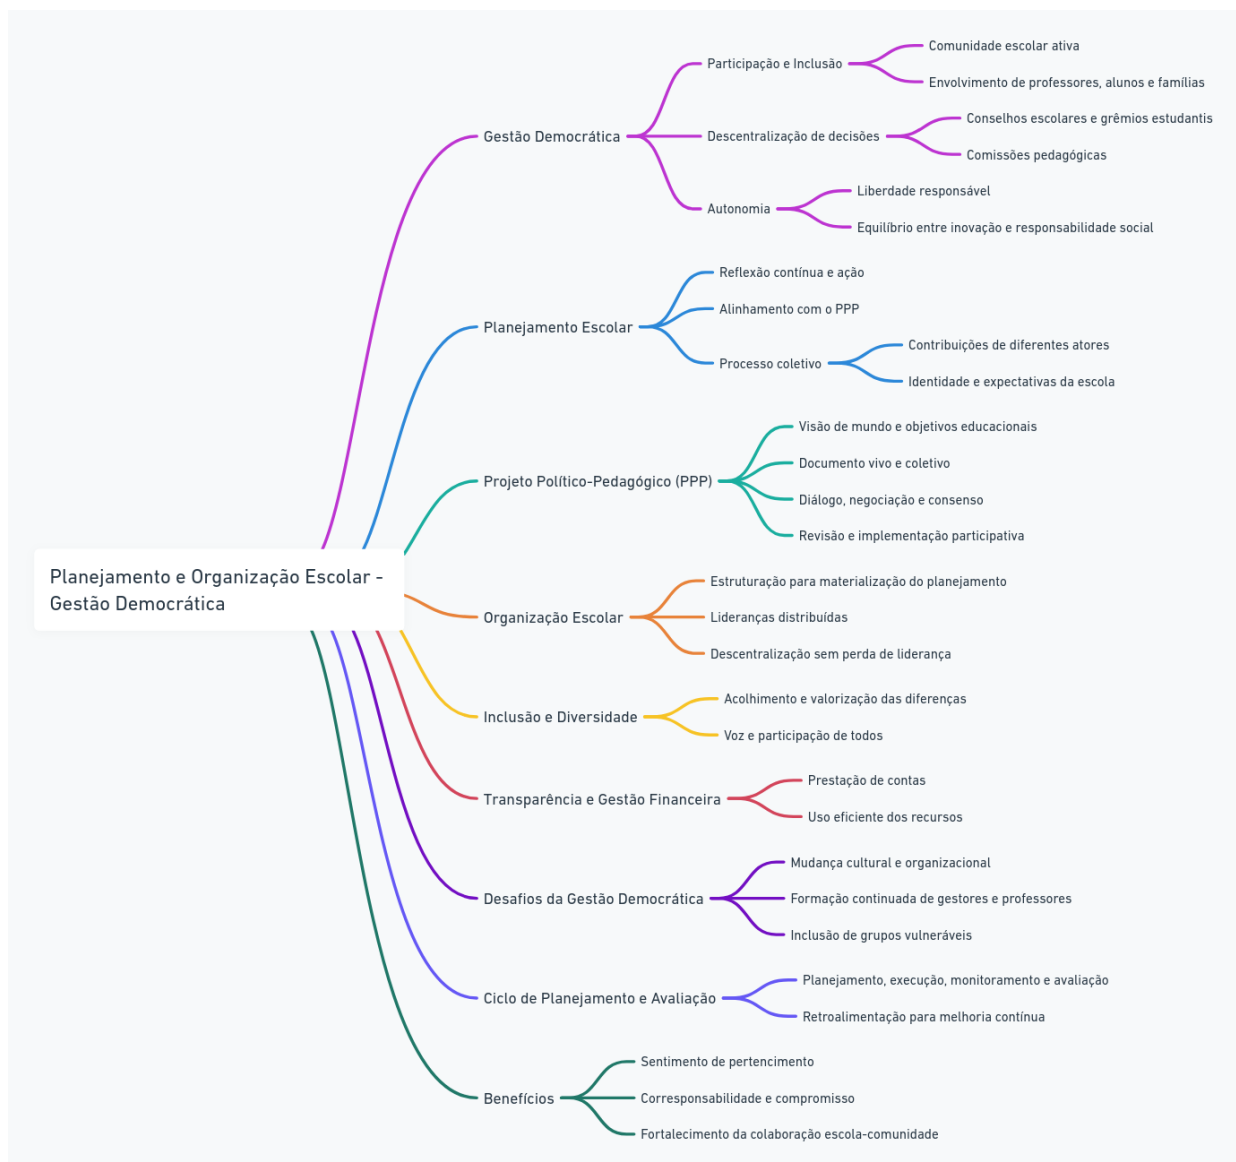 Planejamento e Organização Escolar -
Gestão Democrática
Gestão Democrática
Participação e Inclusão
Comunidade escolar ativa
Envolvimento de professores, alunos e famílias
Descentralização de decisões
Conselhos escolares e grêmios estudantis
Comissões pedagógicas
Autonomia
Liberdade responsável
Equilíbrio entre inovação e responsabilidade social
Planejamento Escolar
Reflexão contínua e ação
Alinhamento com o PPP
Processo coletivo
Contribuições de diferentes atores
Identidade e expectativas da escola
Projeto Político-Pedagógico (PPP)
Visão de mundo e objetivos educacionais
Documento vivo e coletivo
Diálogo, negociação e consenso
Revisão e implementação participativa
Organização Escolar
Estruturação para materialização do planejamento
Lideranças distribuídas
Descentralização sem perda de liderança
Inclusão e Diversidade
Acolhimento e valorização das diferenças
Voz e participação de todos
Transparência e Gestão Financeira
Prestação de contas
Uso eficiente dos recursos
Desafios da Gestão Democrática
Mudança cultural e organizacional
Formação continuada de gestores e professores
Inclusão de grupos vulneráveis
Ciclo de Planejamento e Avaliação
Planejamento, execução, monitoramento e avaliação
Retroalimentação para melhoria contínua
Benefícios
Sentimento de pertencimento
Corresponsabilidade e compromisso
Fortalecimento da colaboração escola-comunidade